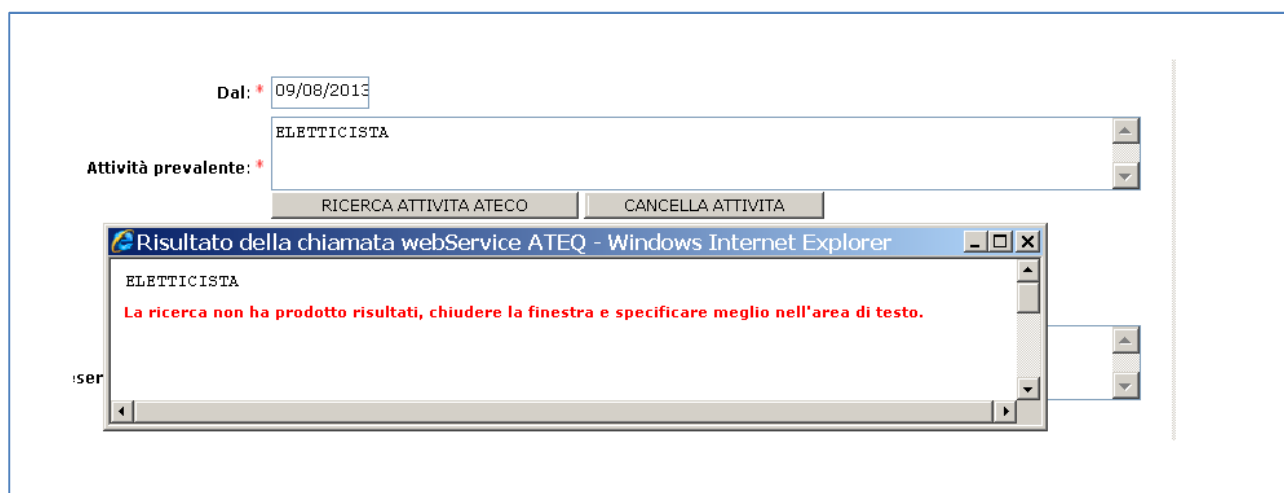 Dal: * 09/08/2013
ELETTICISTA
Attività prevalente: *
RICERCA ATTIVITA ATECO CANCELLA ATTIVITA
Risultato della chiamata webService ATEQ - Windows Internet Explorer
ELETTICISTA
La ricerca non ha prodotto risultati, chiudere la finestra e specificare meglio nell'area di testo.